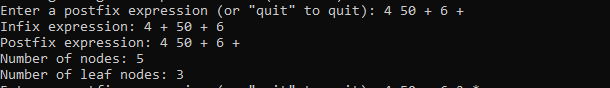 Enter a postfix expression (or "quit" to quit): 4 50 + 6 +
Infix expression: 4 + 50 + 6
Postfix expression: 4 50 + 6 +
Number of nodes: 5
Number of leaf nodes: 3